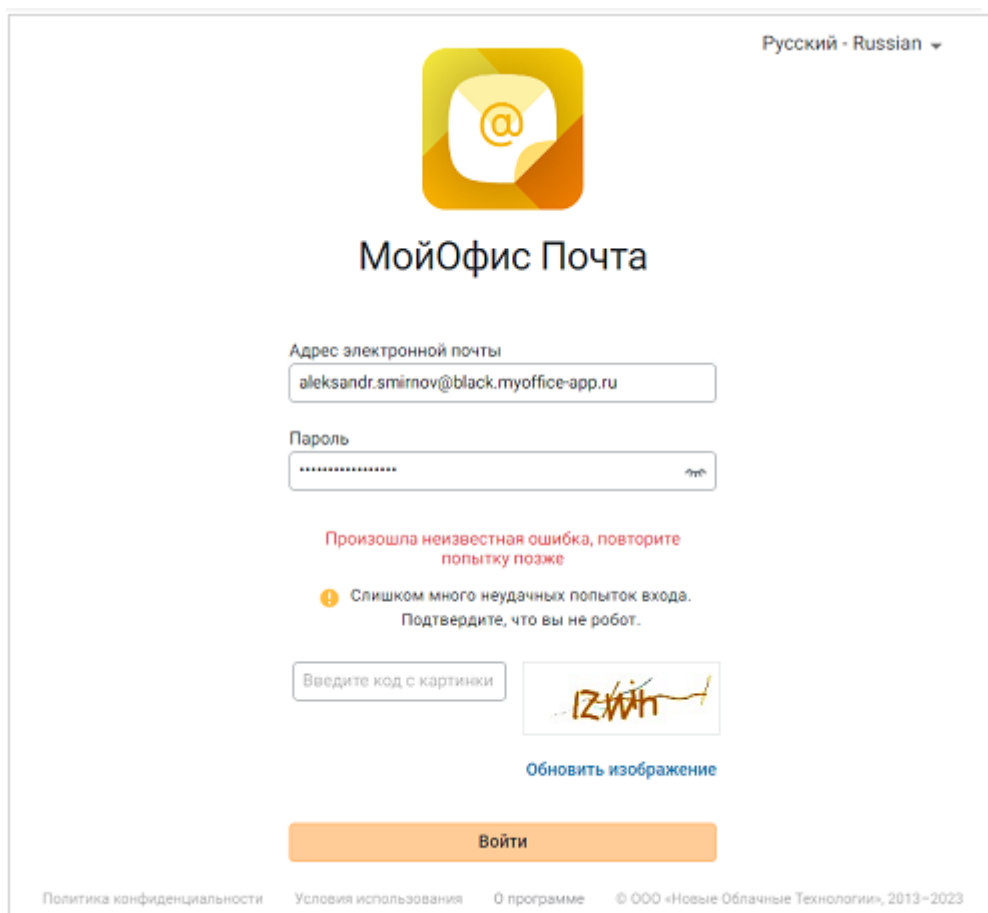 Русский - Russian
@
МойОфис Почта
Адрес электронной почты
aleksandr.smirnov@black.myoffice-app.ru
Пароль
•••••••••••••••••
Произошла неизвестная ошибка, повторите
попытку позже
Слишком много неудачных попыток входа.
Подтвердите, что вы не робот.
Введите код с картинки
Обновить изображение
Войти
Политика конфиденциальности Условия использования О программе © ООО «Новые Облачные Технологии», 2013–2023